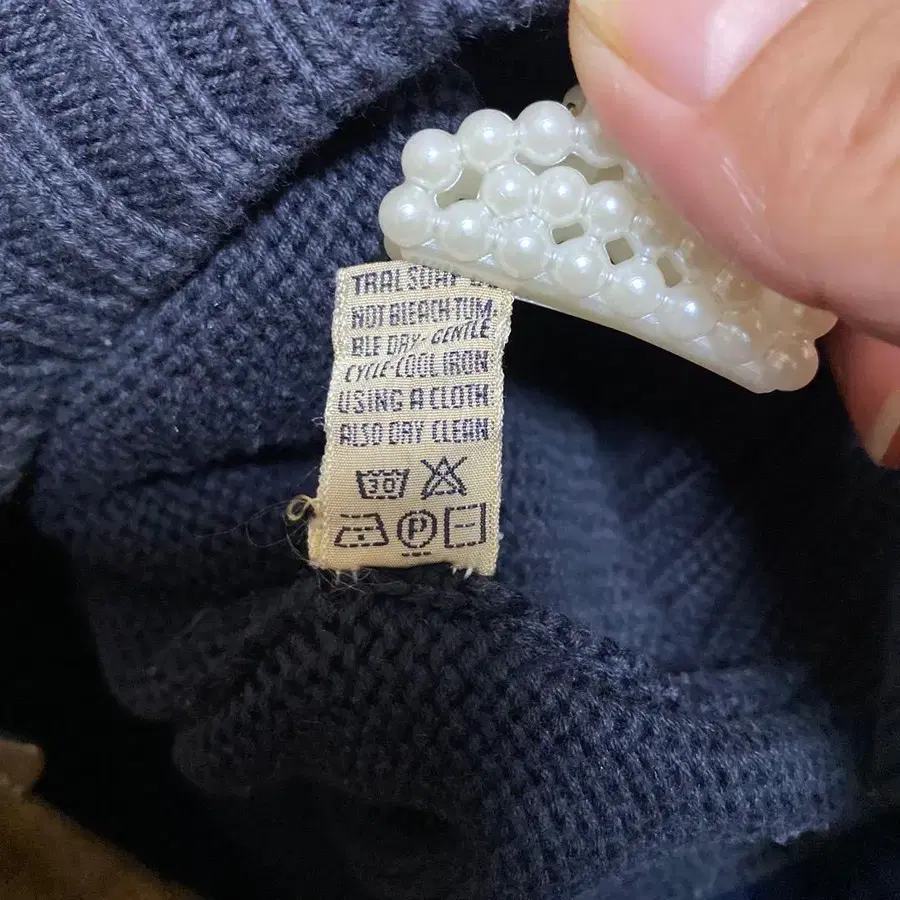 NOT BLEACH-TUM-
BLE DRY-GENTLE
CYCLE-COOL IRON
USING A CLOTH
ALSO DRY CLEAN
30
P